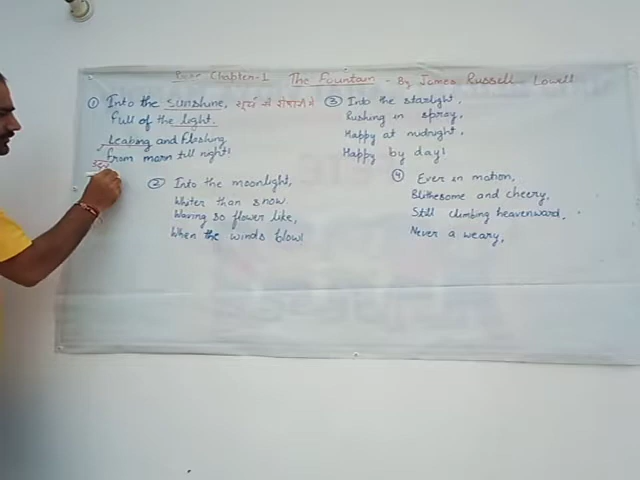 Poem Chapter-1 The Fountain - By James Russell Lowell
① Into the sunshine, सूर्य की रोशनी में
Full of the light.
Leaping and Flashing
From morn till night!
② Into the moonlight,
Whiter than snow.
Waving so flower like,
When the winds blow!
③ Into the starlight,
Rushing in spray,
Happy at midnight,
Happy by day!
④ Ever in motion,
Blithesome and cheery,
Still climbing heavenward,
Never a weary,